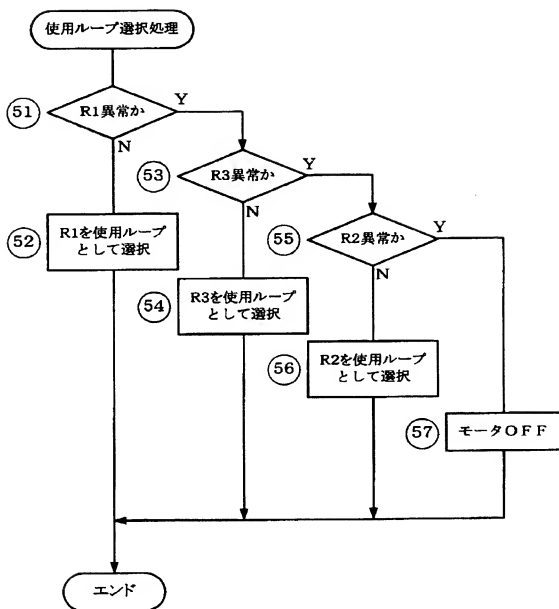 使用ループ選択処理
51
R1異常か
Y
N
53
R3異常か
Y
N
52
R1を使用ループ
として選択
55
R2異常か
Y
N
54
R3を使用ループ
として選択
56
R2を使用ループ
として選択
57
モータOFF
エンド